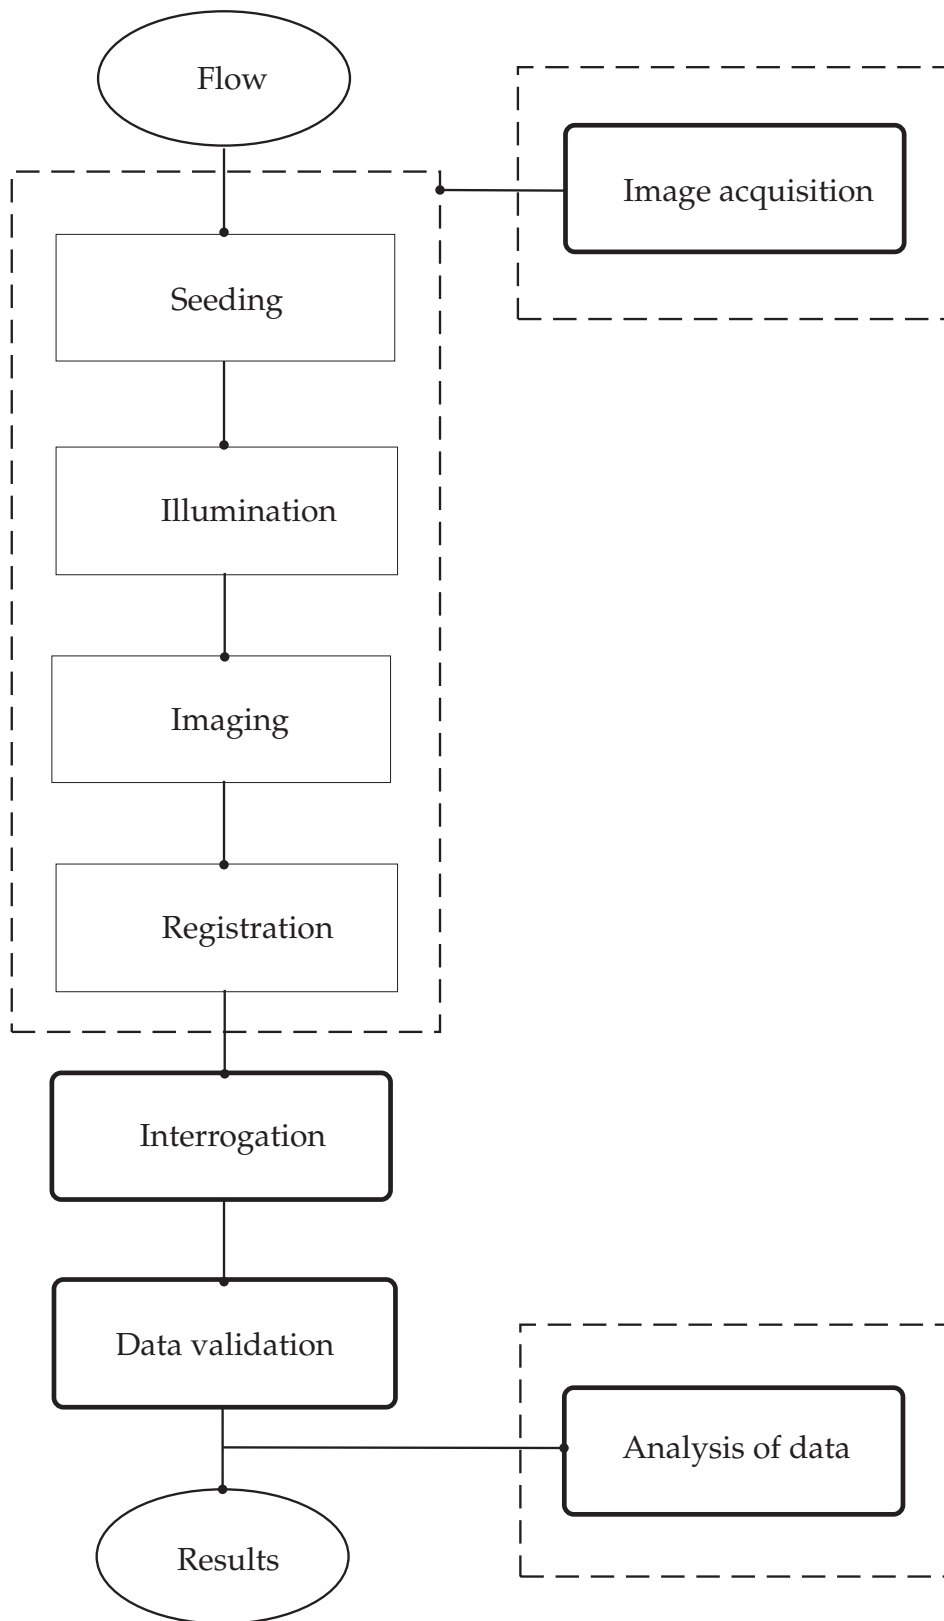 Flow
Image acquisition
Seeding
Illumination
Imaging
Registration
Interrogation
Data validation
Analysis of data
Results